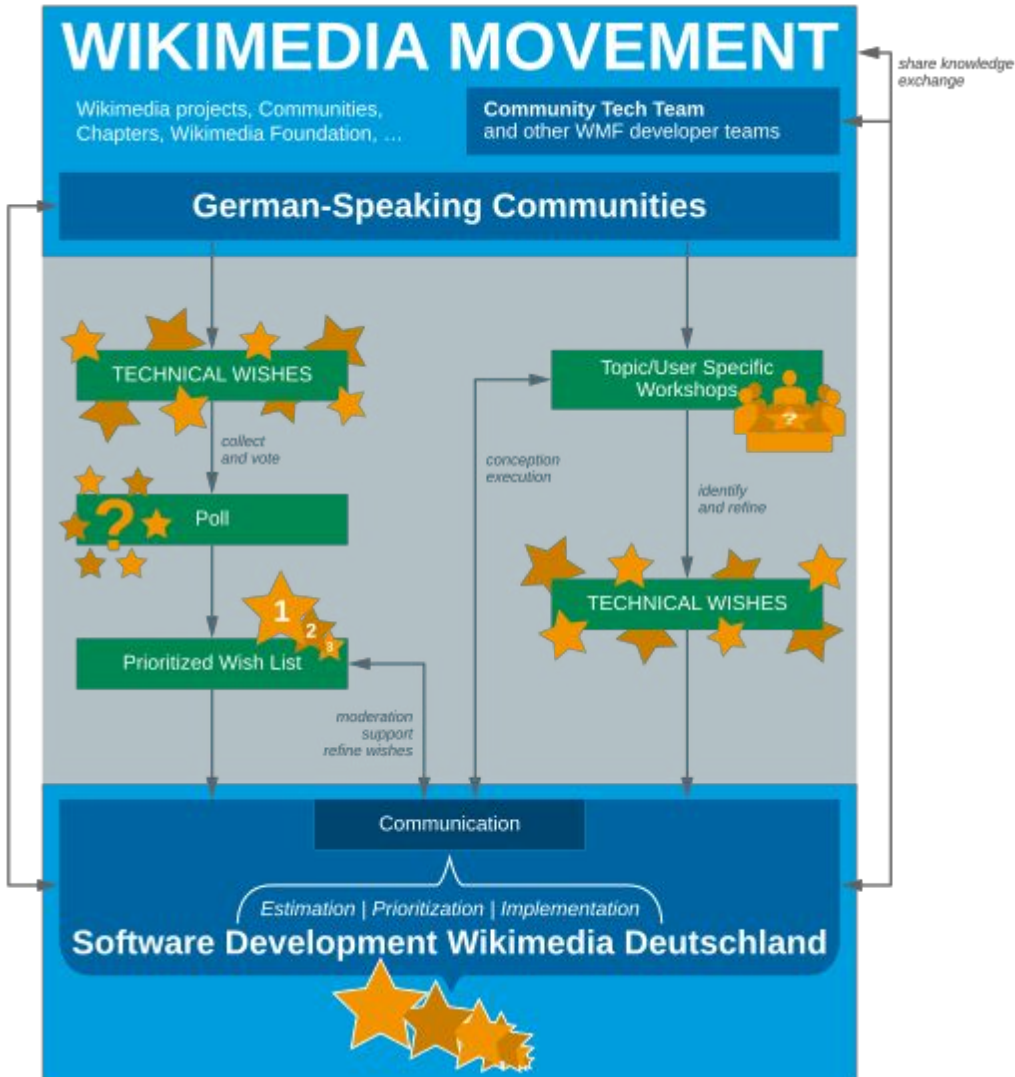 WIKIMEDIA MOVEMENT
share knowledge
exchange
Wikimedia projects, Communities,
Chapters, Wikimedia Foundation, ...
Community Tech Team
and other WMF developer teams
German-Speaking Communities
TECHNICAL WISHES
Topic/User Specific
Workshops
?
collect
and vote
conception
execution
identify
and refine
?
Poll
TECHNICAL WISHES
1
2
3
Prioritized Wish List
moderation
support
refine wishes
Communication
Estimation | Prioritization | Implementation
Software Development Wikimedia Deutschland